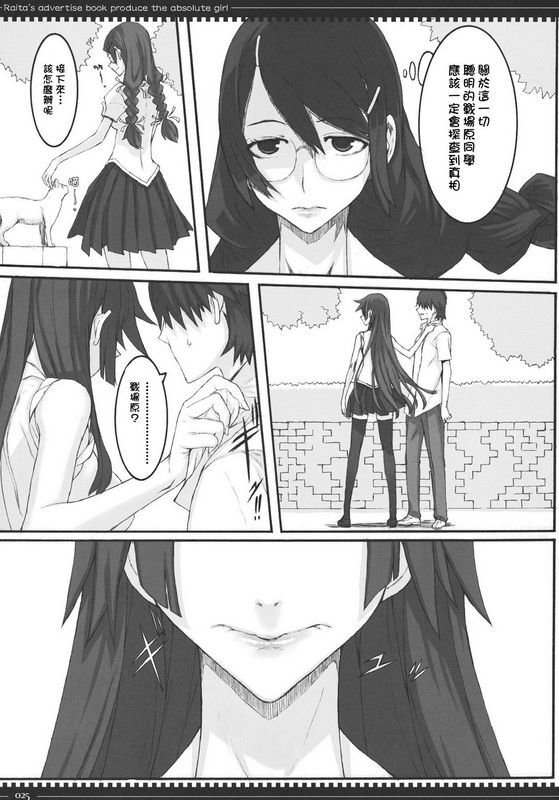 Raita's advertise book produce the absolute girl
關於這一切
聰明的戰場原同學
應該一定會探查到真相
接下來…
該怎麼辦呢
………………
戰場原？
025